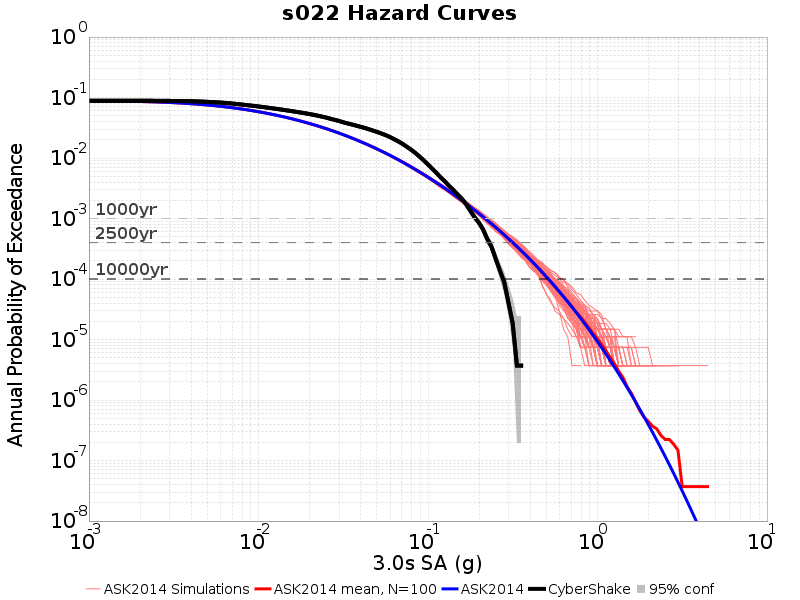 s022 Hazard Curves
Annual Probability of Exceedance
10^0
10^-1
10^-2
10^-3
10^-4
10^-5
10^-6
10^-7
10^-8
1000yr
2500yr
10000yr
10^-3 10^-2 10^-1 10^0 10^1
3.0s SA (g)
ASK2014 Simulations ASK2014 mean, N=100 ASK2014 CyberShake 95% conf